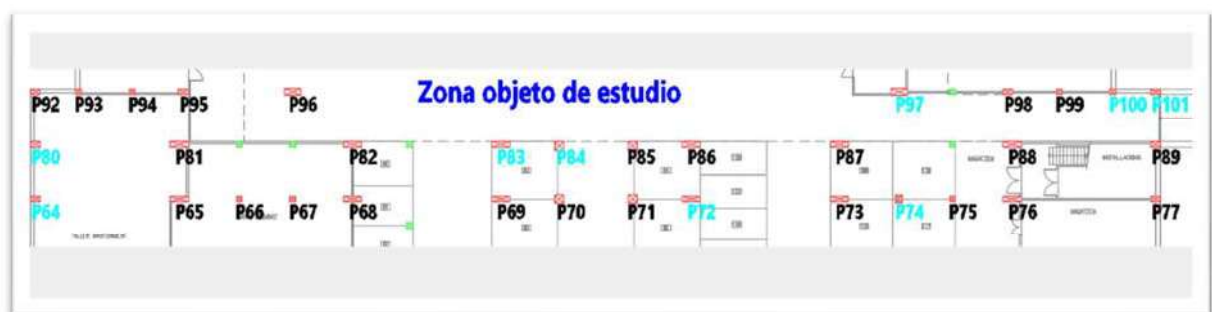 Zona objeto de estudio
P92 P93 P94 P95 P96 P97 P98 P99 P100 P101
P80 P81 P82 P83 P84 P85 P86 P87 P88 P89
P64 P65 P66 P67 P68 P69 P70 P71 P72 P73 P74 P75 P76 P77